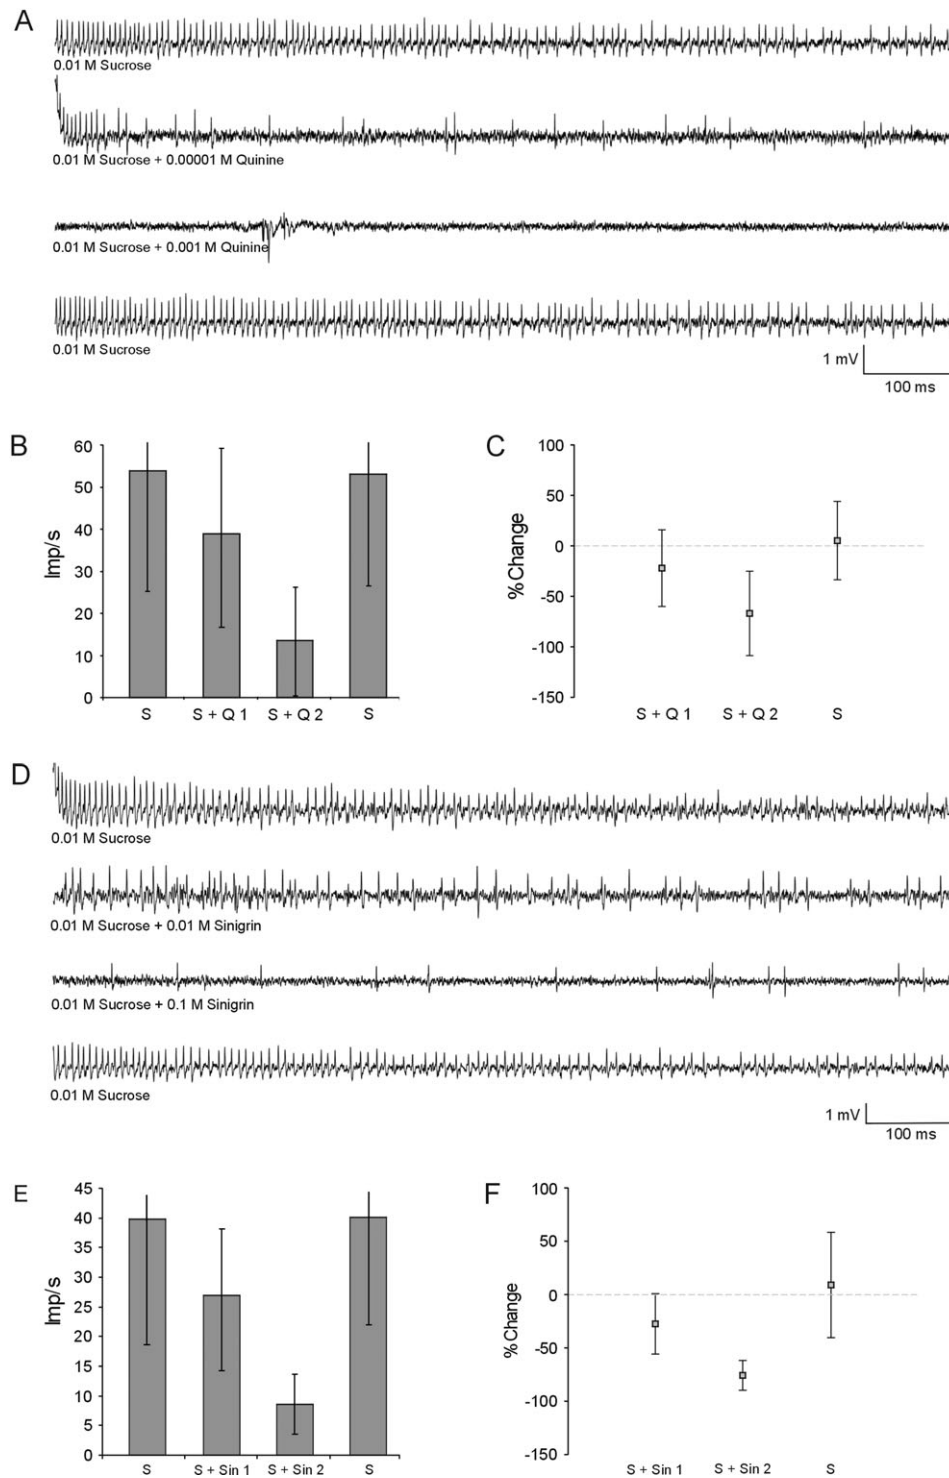 A
0.01 M Sucrose
0.01 M Sucrose + 0.00001 M Quinine
0.01 M Sucrose + 0.001 M Quinine
0.01 M Sucrose
1 mV
100 ms
B
Imp/s
60
50
40
30
20
10
0
S
S + Q 1
S + Q 2
S
C
%Change
100
50
0
-50
-100
-150
S + Q 1
S + Q 2
S
D
0.01 M Sucrose
0.01 M Sucrose + 0.01 M Sinigrin
0.01 M Sucrose + 0.1 M Sinigrin
0.01 M Sucrose
1 mV
100 ms
E
Imp/s
45
40
35
30
25
20
15
10
5
0
S
S + Sin 1
S + Sin 2
S
F
%Change
100
50
0
-50
-100
-150
S + Sin 1
S + Sin 2
S